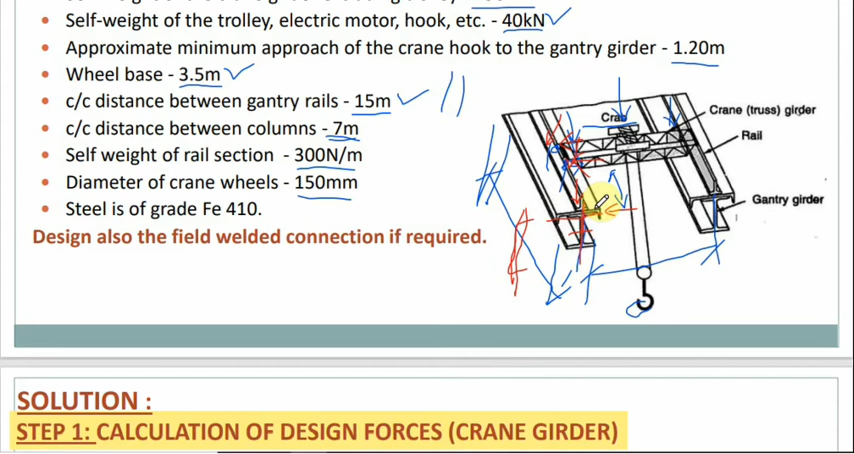 • Self-weight of the trolley, electric motor, hook, etc. - 40kN
• Approximate minimum approach of the crane hook to the gantry girder - 1.20m
• Wheel base - 3.5m
• c/c distance between gantry rails - 15m
• c/c distance between columns - 7m
• Self weight of rail section - 300N/m
• Diameter of crane wheels - 150mm
• Steel is of grade Fe 410.
Design also the field welded connection if required.
Crab
Crane (truss) girder
Rail
Gantry girder
SOLUTION :
STEP 1: CALCULATION OF DESIGN FORCES (CRANE GIRDER)